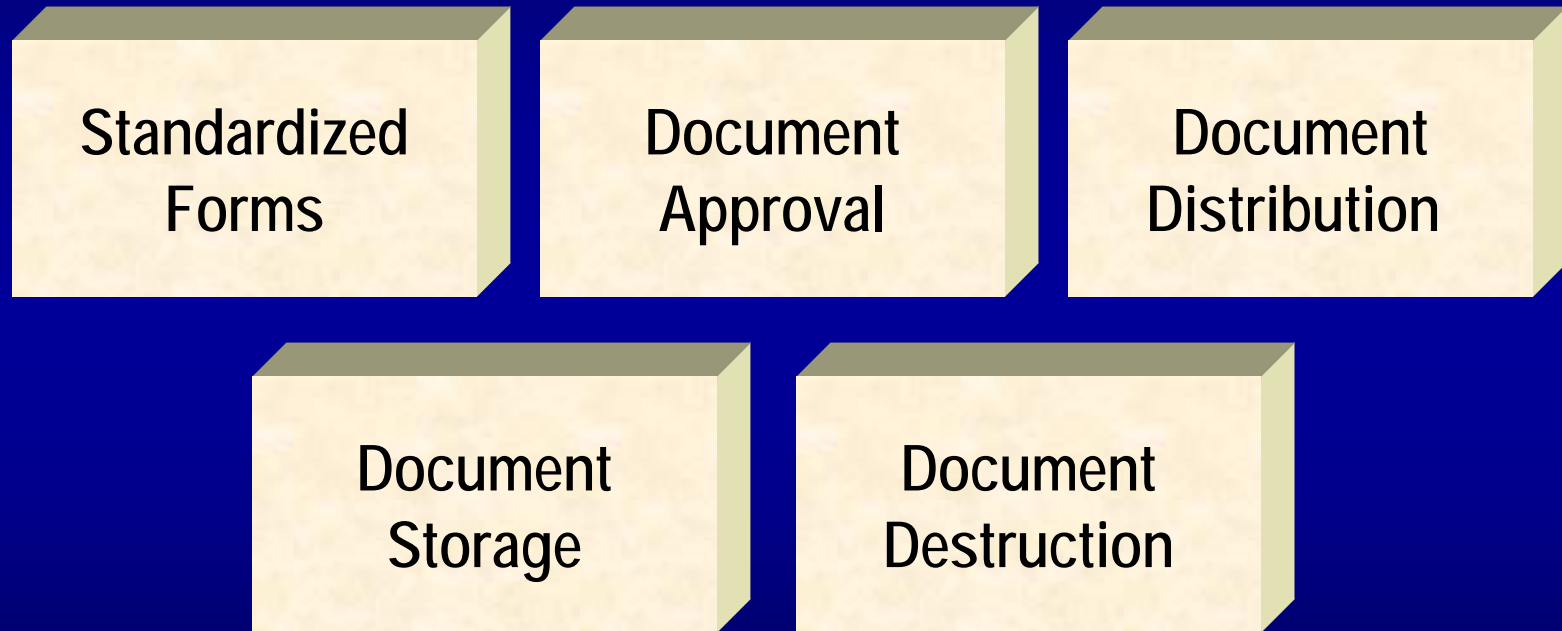 Standardized
Forms
Document
Approval
Document
Distribution
Document
Storage
Document
Destruction